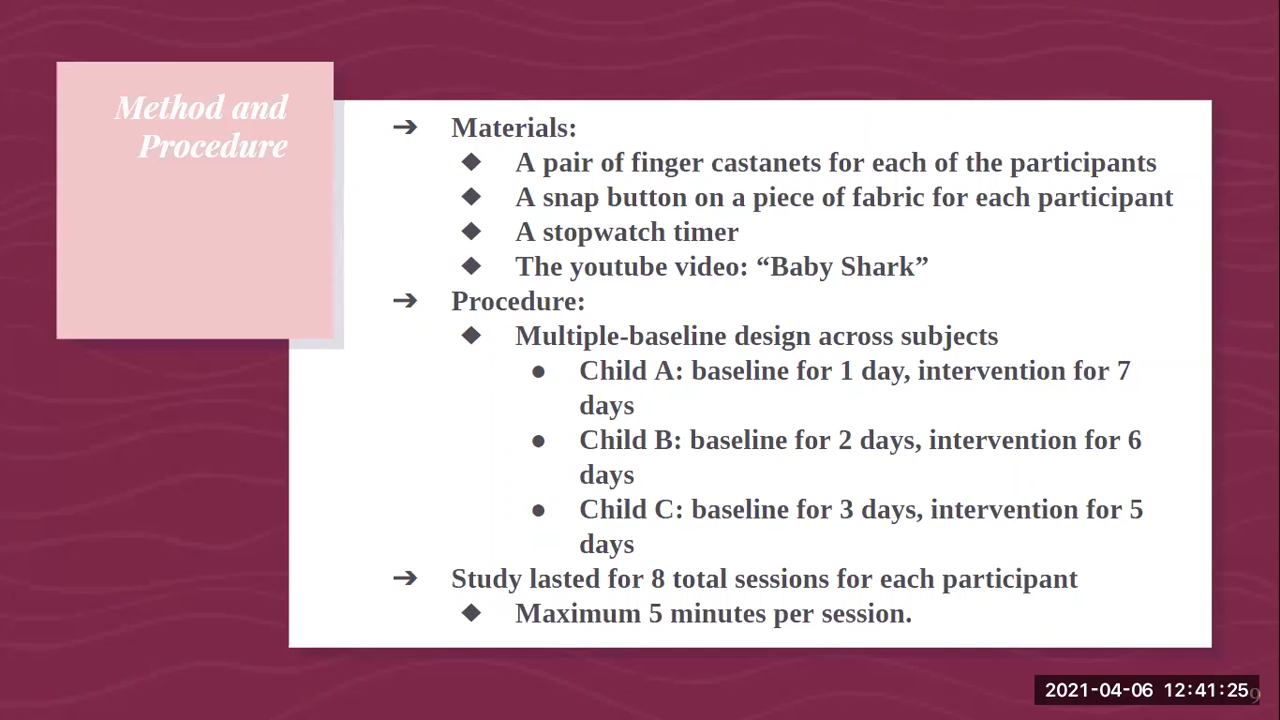 Method and
Procedure
➔ Materials:
◆ A pair of finger castanets for each of the participants
◆ A snap button on a piece of fabric for each participant
◆ A stopwatch timer
◆ The youtube video: “Baby Shark”
➔ Procedure:
◆ Multiple-baseline design across subjects
● Child A: baseline for 1 day, intervention for 7
days
● Child B: baseline for 2 days, intervention for 6
days
● Child C: baseline for 3 days, intervention for 5
days
➔ Study lasted for 8 total sessions for each participant
◆ Maximum 5 minutes per session.
2021-04-06 12:41:25
9